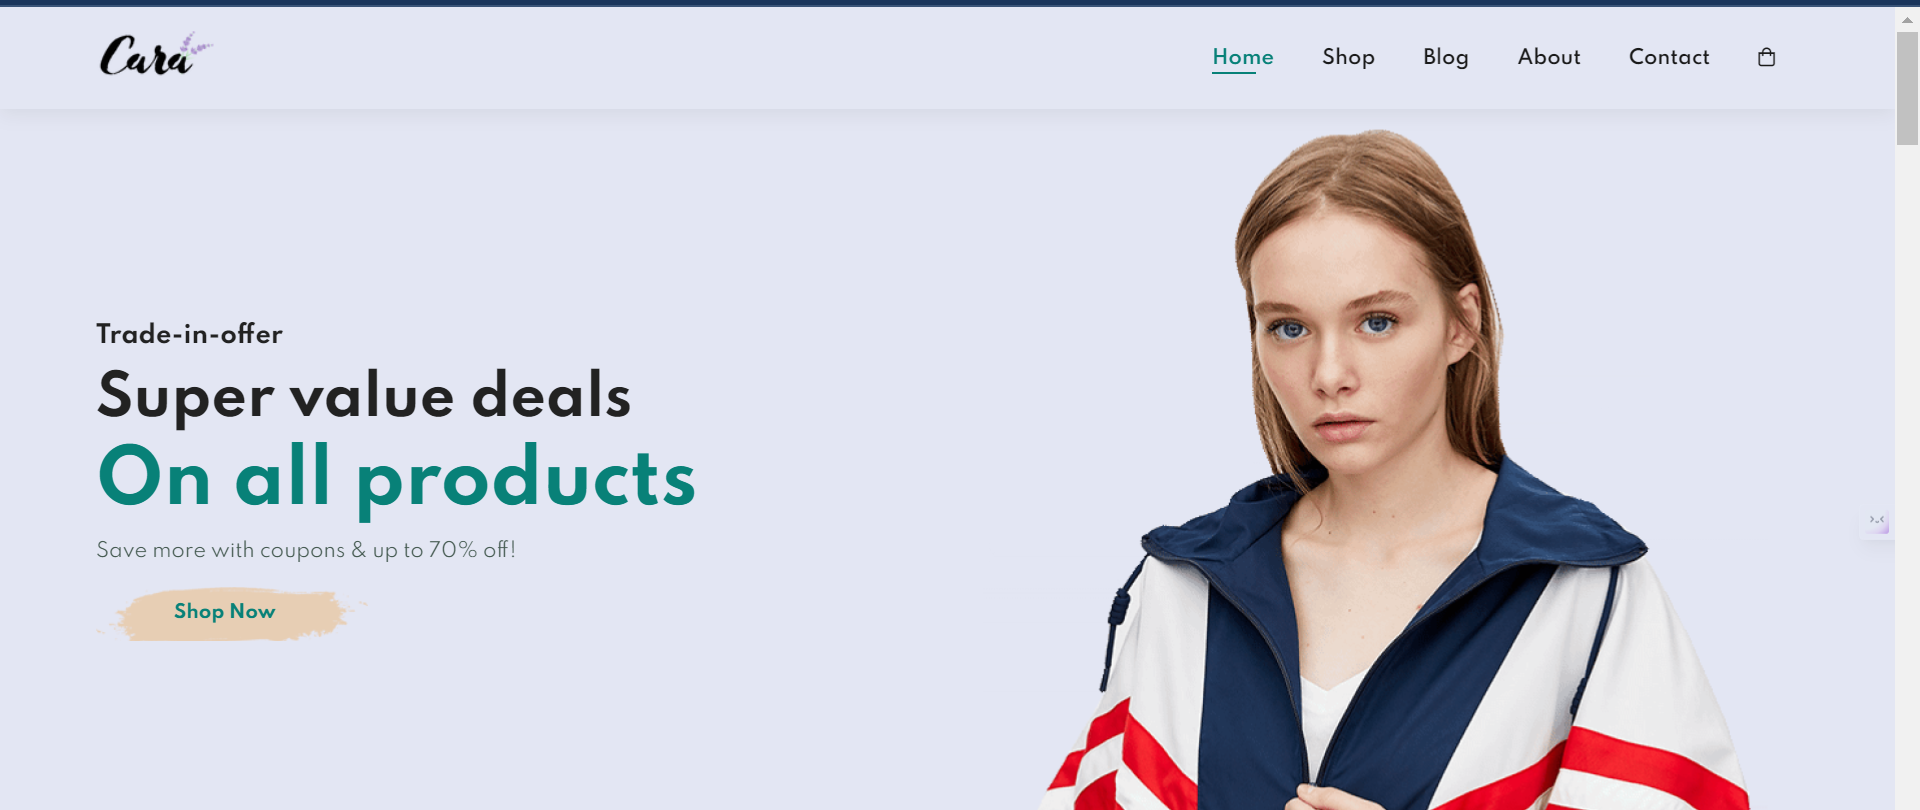 Cara
Home Shop Blog About Contact
Trade-in-offer
Super value deals
On all products
Save more with coupons & up to 70% off!
Shop Now